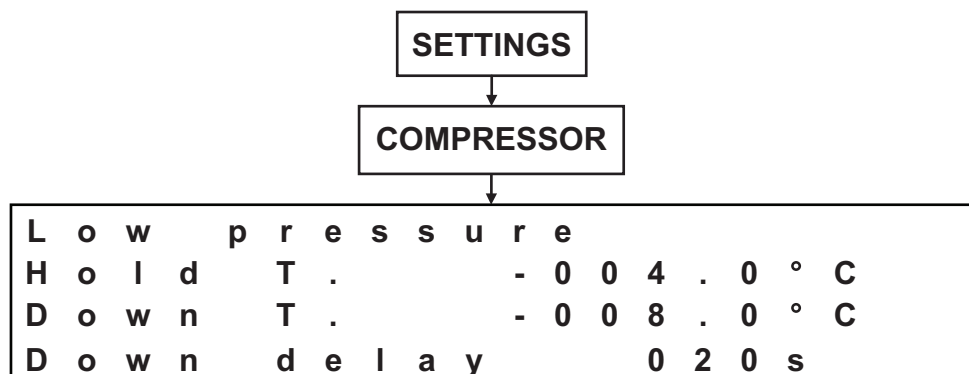 SETTINGS
COMPRESSOR
Low pressure
Hold T. -004.0°C
Down T. -008.0°C
Down delay 020s